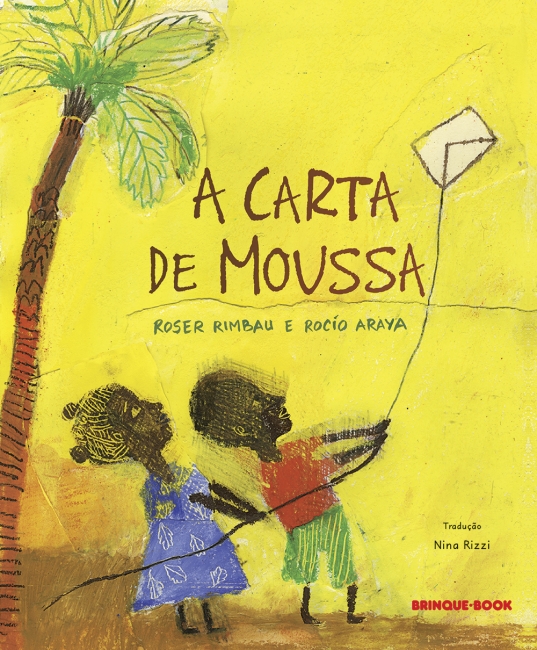 A CARTA
DE MOUSSA
ROSER RIMBAU E ROCÍO ARAYA
Tradução
Nina Rizzi
BRINQUE-BOOK